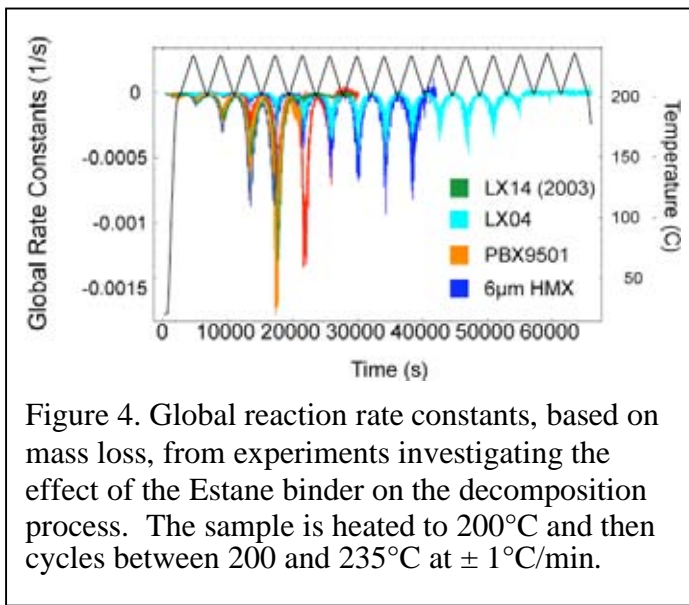 Global Rate Constants (1/s)
0
-0.0005
-0.001
-0.0015
200
150
100
50
Temperature (C)
LX14 (2003)
LX04
PBX9501
6µm HMX
0 10000 20000 30000 40000 50000 60000
Time (s)
Figure 4. Global reaction rate constants, based on
mass loss, from experiments investigating the
effect of the Estane binder on the decomposition
process. The sample is heated to 200°C and then
cycles between 200 and 235°C at ± 1°C/min.